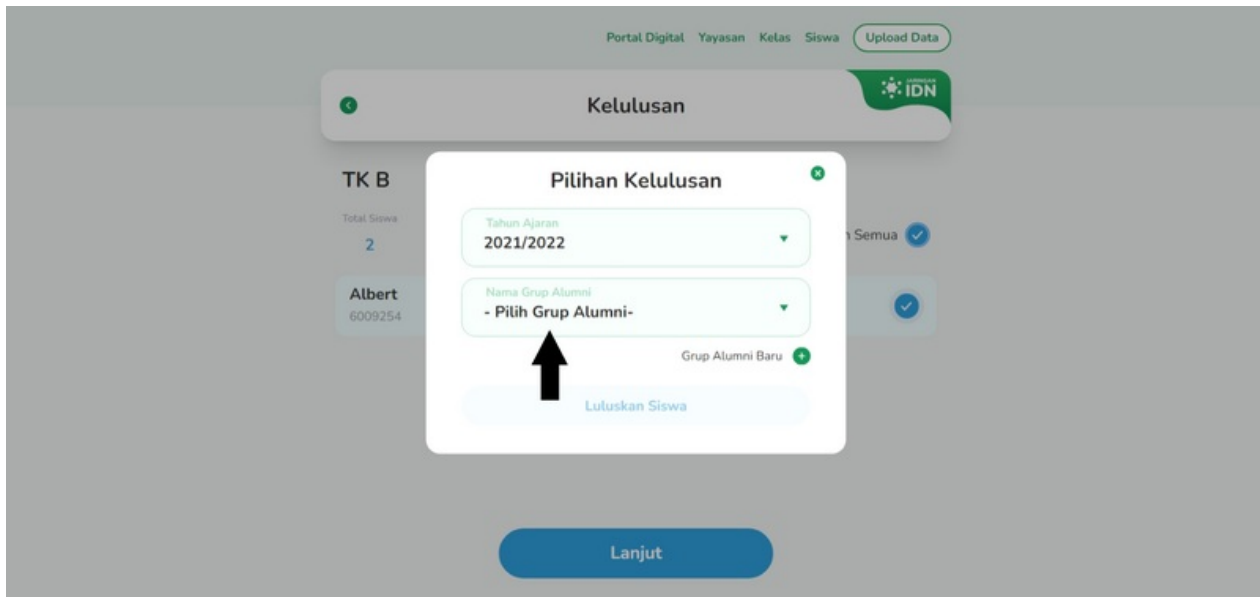 Portal Digital Yayasan Kelas Siswa Upload Data
Kelulusan
JARINGAN
IDN
TK B
Total Siswa
2
Semua
Albert
6009254
Pilihan Kelulusan
Tahun Ajaran
2021/2022
Nama Grup Alumni
- Pilih Grup Alumni-
Grup Alumni Baru
Luluskan Siswa
Lanjut